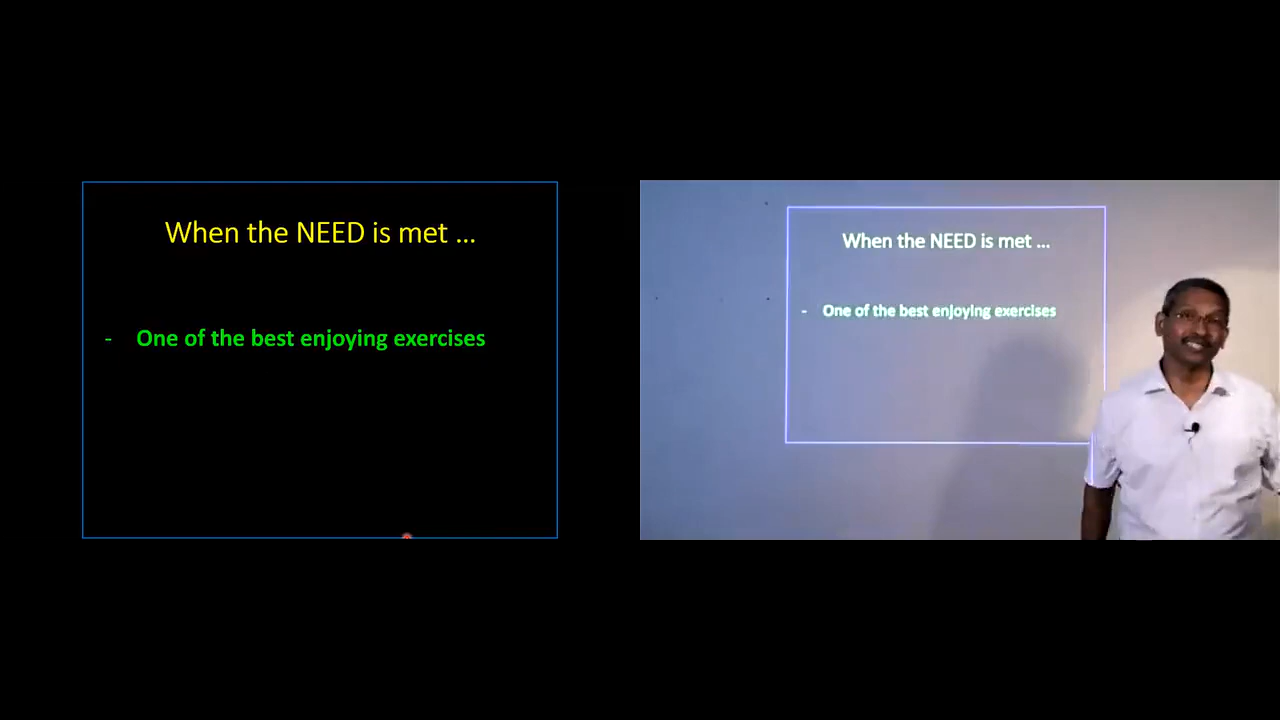 When the NEED is met ...
- One of the best enjoying exercises
When the NEED is met ...
- One of the best enjoying exercises